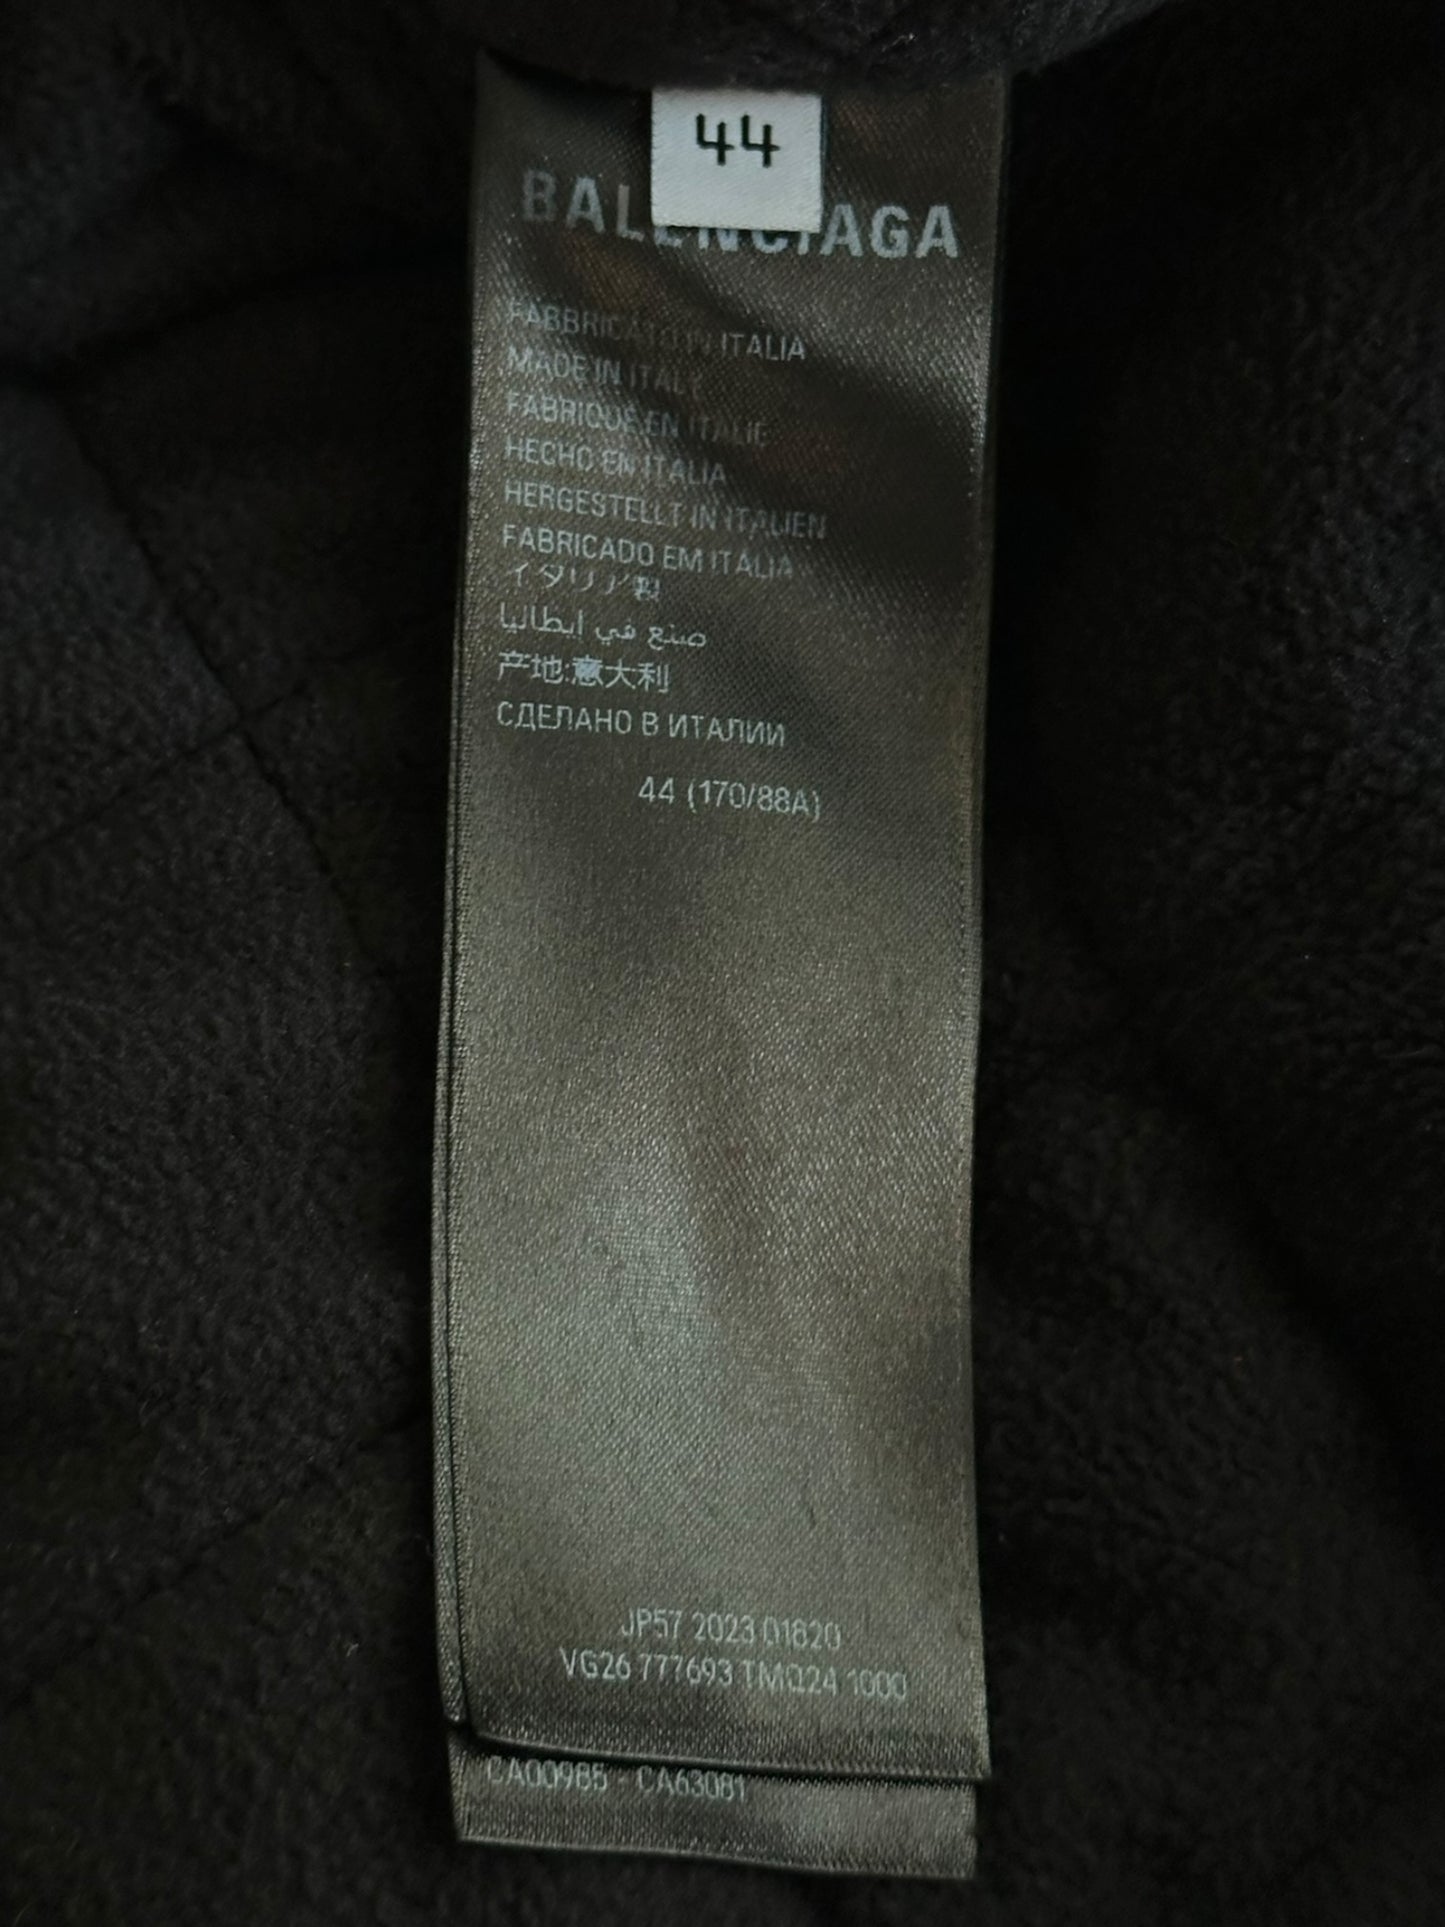 44
BALENCIAGA
FABBRICATO IN ITALIA
MADE IN ITALY
FABRIQUÉ EN ITALIE
HECHO EN ITALIA
HERGESTELLT IN ITALIEN
FABRICADO EM ITÁLIA
イタリア製
صنع في ايطاليا
产地:意大利
СДЕЛАНО В ИТАЛИИ
44 (170/88A)
JP57 2023 01820
VG26 777693 TMQ24 1000
CA00985 - CA63081